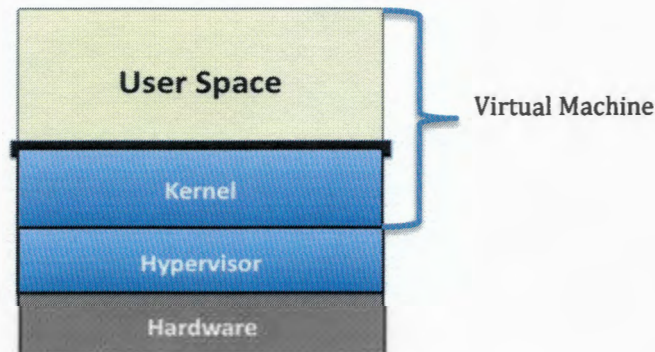 User Space
Virtual Machine
Kernel
Hypervisor
Hardware